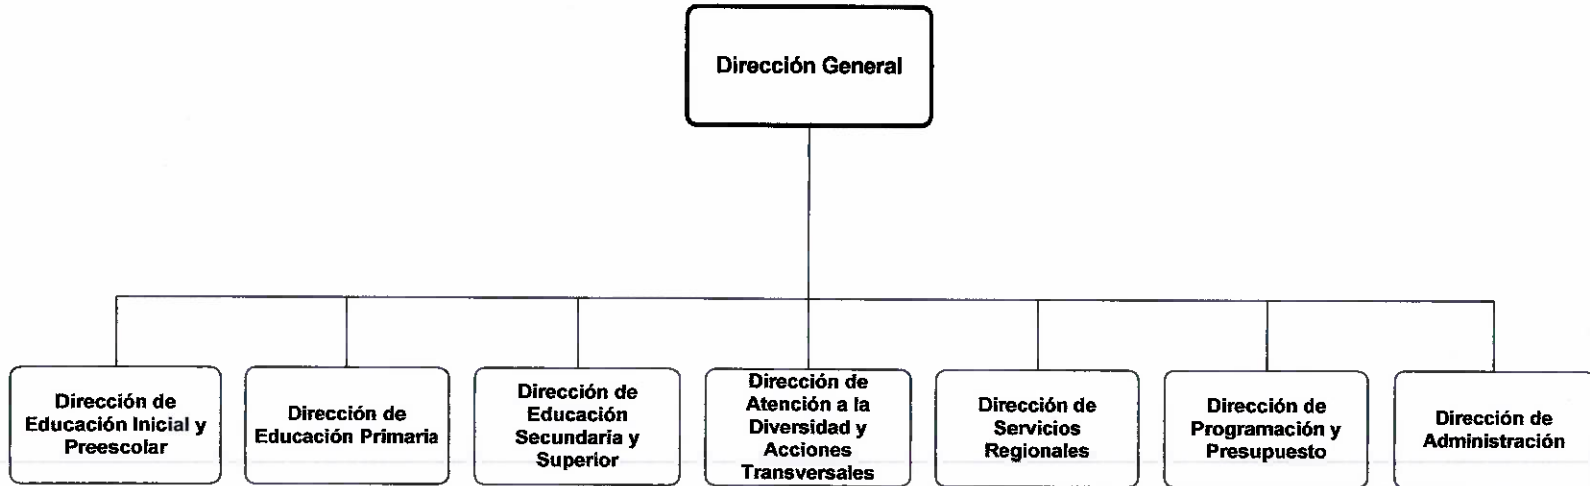 Dirección General
Dirección de
Educación Inicial y
Preescolar
Dirección de
Educación Primaria
Dirección de
Educación
Secundaria y
Superior
Dirección de
Atención a la
Diversidad y
Acciones
Transversales
Dirección de
Servicios
Regionales
Dirección de
Programación y
Presupuesto
Dirección de
Administración